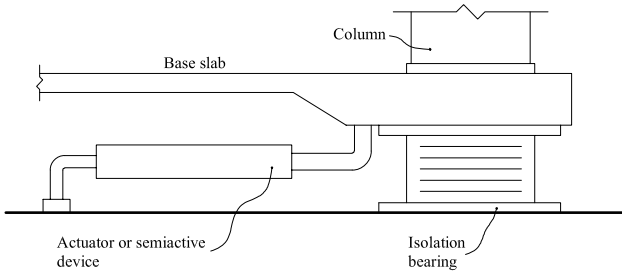 Column
Base slab
Actuator or semiactive
device
Isolation
bearing